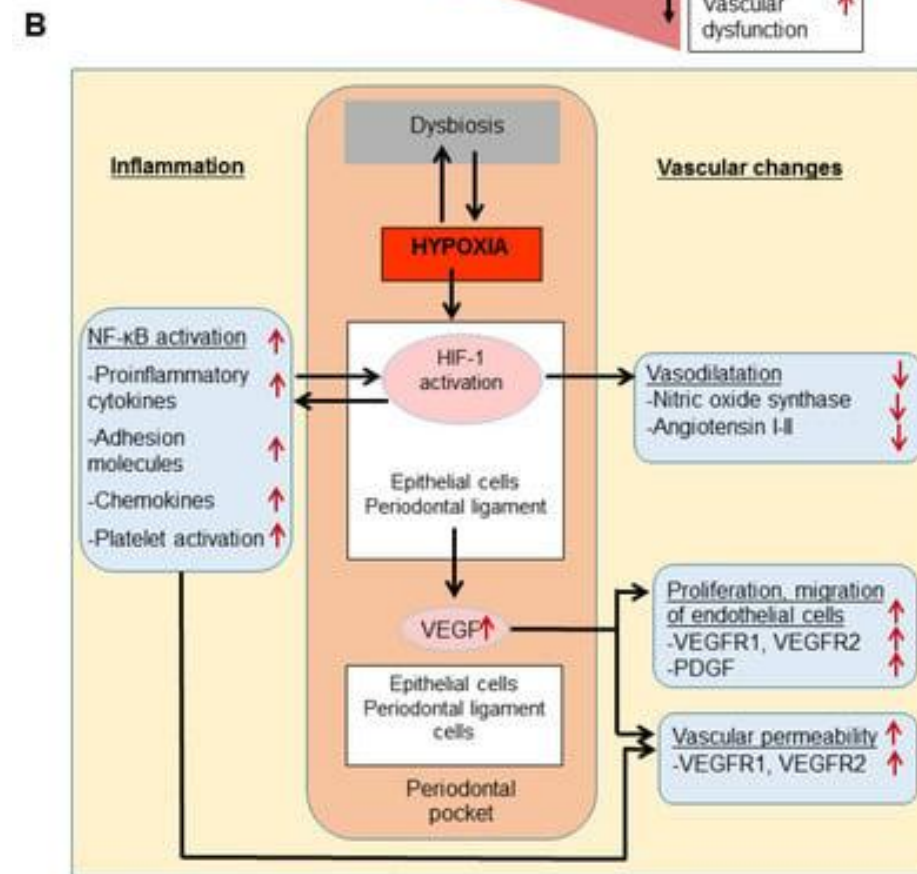 B
Vascular
dysfunction
Dysbiosis
Inflammation
Vascular changes
HYPOXIA
NF-κB activation
-Proinflammatory
cytokines
-Adhesion
molecules
-Chemokines
-Platelet activation
HIF-1
activation
Epithelial cells
Periodontal ligament
Vasodilatation
-Nitric oxide synthase
-Angiotensin I-II
VEGF
Proliferation, migration
of endothelial cells
-VEGFR1, VEGFR2
-PDGF
Epithelial cells
Periodontal ligament
cells
Vascular permeability
-VEGFR1, VEGFR2
Periodontal
pocket